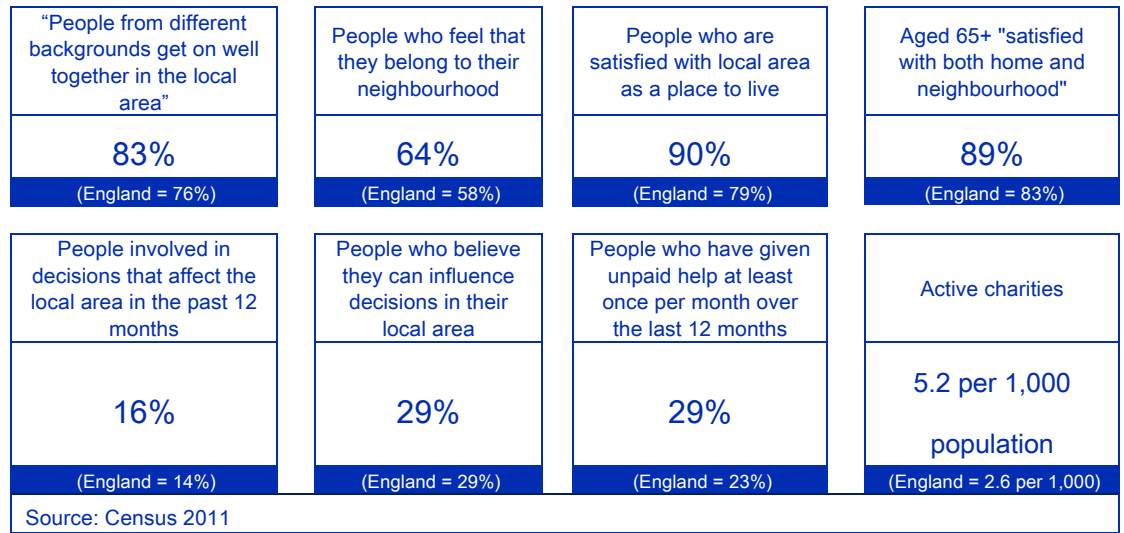 “People from different
backgrounds get on well
together in the local
area”
83%
(England = 76%)
People who feel that
they belong to their
neighbourhood
64%
(England = 58%)
People who are
satisfied with local area
as a place to live
90%
(England = 79%)
Aged 65+ "satisfied
with both home and
neighbourhood"
89%
(England = 83%)
People involved in
decisions that affect the
local area in the past 12
months
16%
(England = 14%)
People who believe
they can influence
decisions in their
local area
29%
(England = 29%)
People who have given
unpaid help at least
once per month over
the last 12 months
29%
(England = 23%)
Active charities
5.2 per 1,000
population
(England = 2.6 per 1,000)
Source: Census 2011